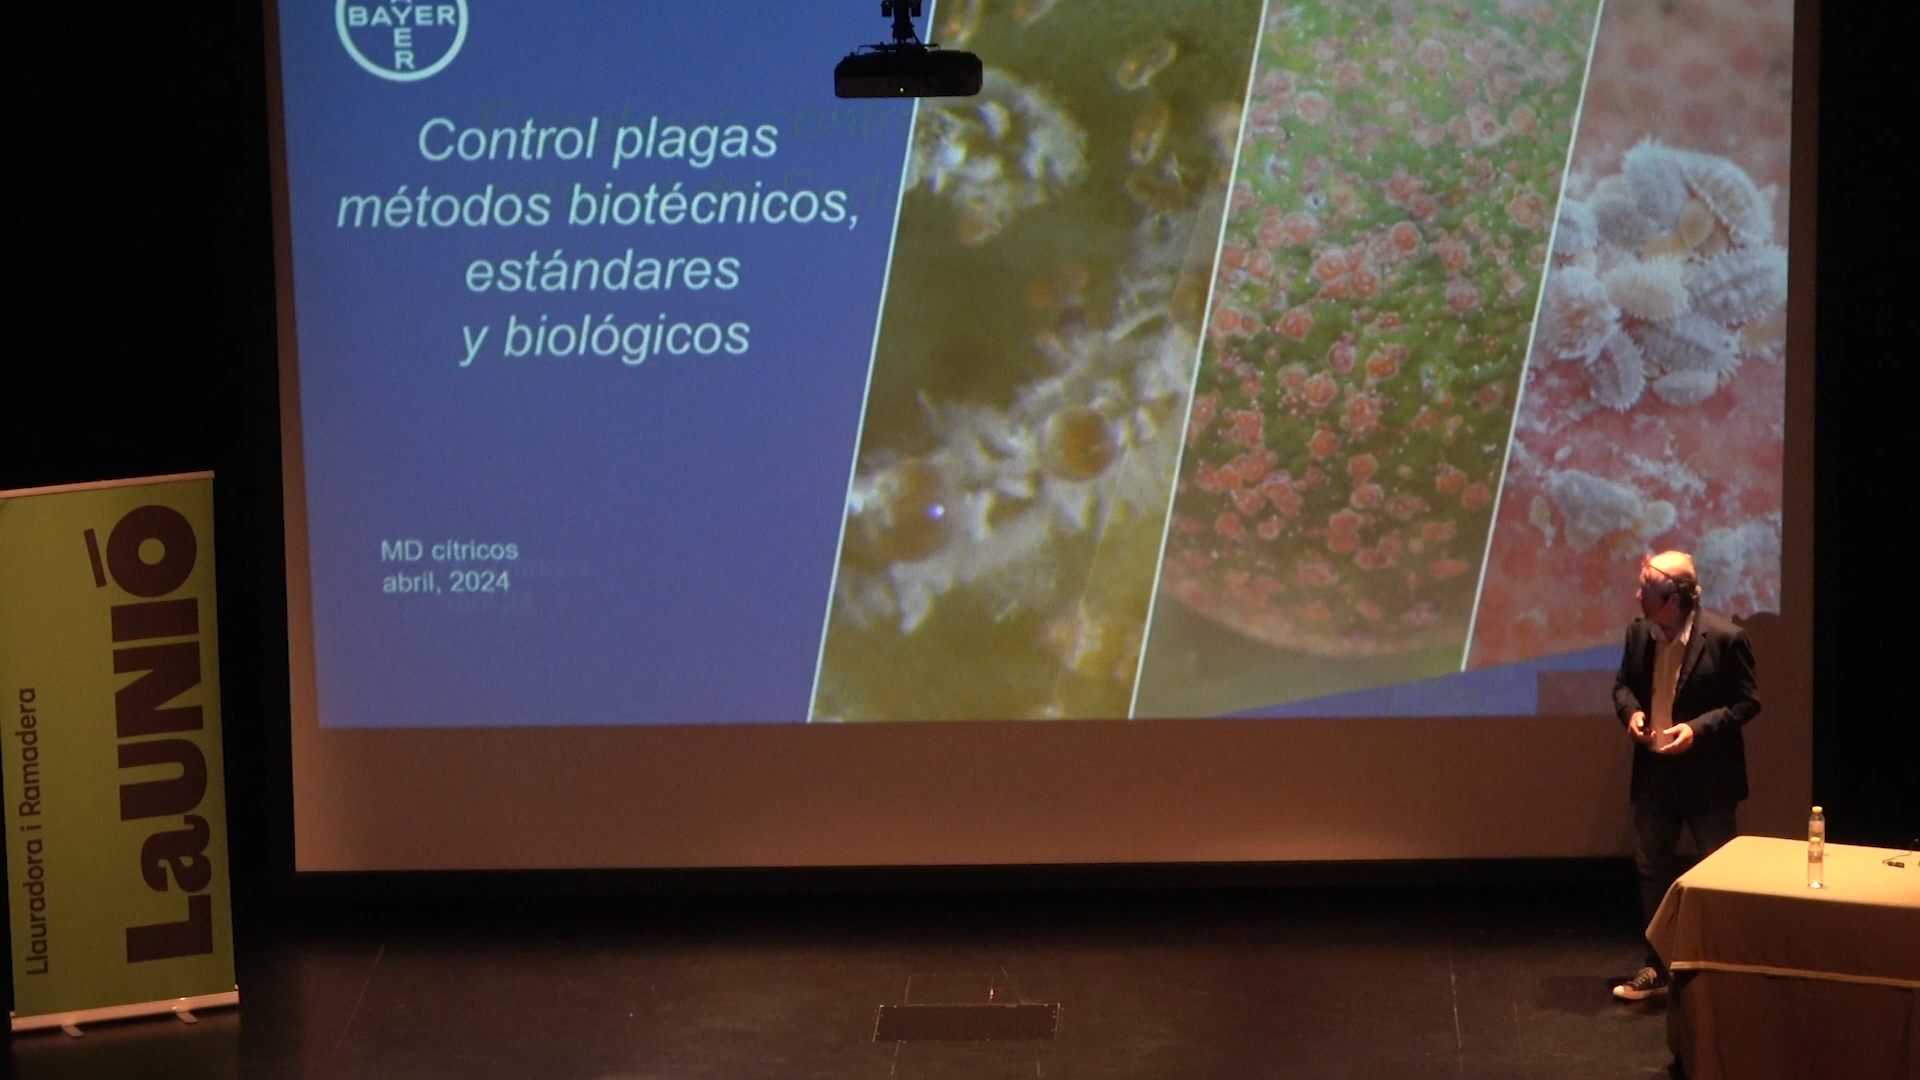 BAYER
Control plagas
métodos biotécnicos,
estándares
y biológicos
MD cítricos
abril, 2024
LaUNIÓ
Llauradora i Ramadera